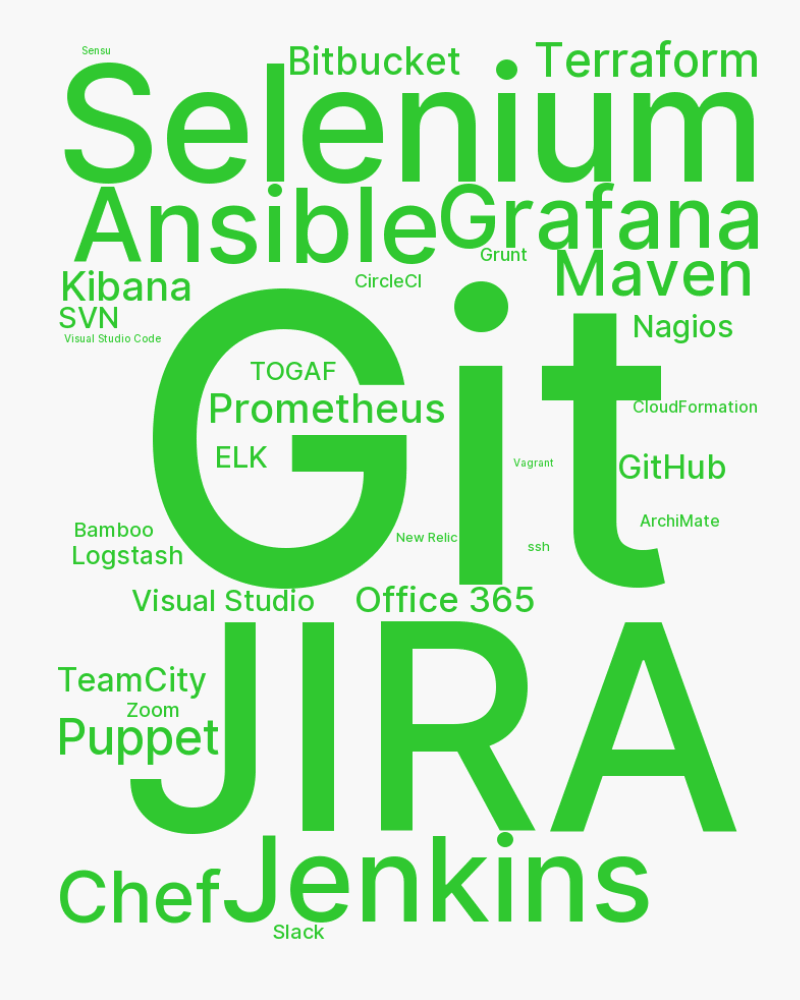 Sensu
Bitbucket
Terraform
Selenium
Ansible
Grafana
Grunt
Maven
Kibana
CircleCI
SVN
Visual Studio Code
Nagios
Git
TOGAF
Prometheus
CloudFormation
ELK
Vagrant
GitHub
ArchiMate
Bamboo
New Relic
ssh
Logstash
Visual Studio
Office 365
JIRA
TeamCity
Zoom
Puppet
Chef
Jenkins
Slack